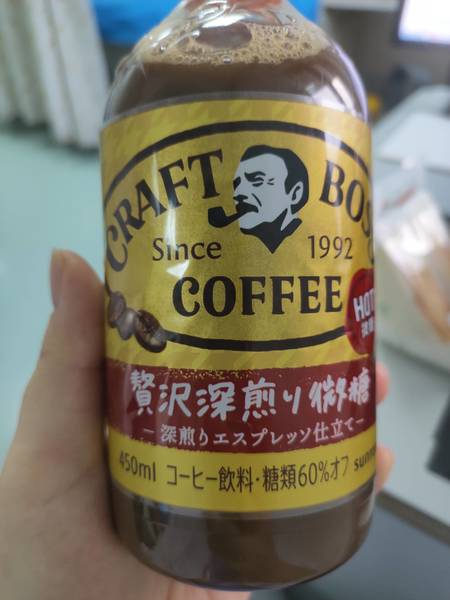 CRAFT BOSS
Since 1992
COFFEE
HOT
贅沢深煎り微糖
ー深煎りエスプレッソ仕立てー
450ml コーヒー飲料・糖類60%オフ